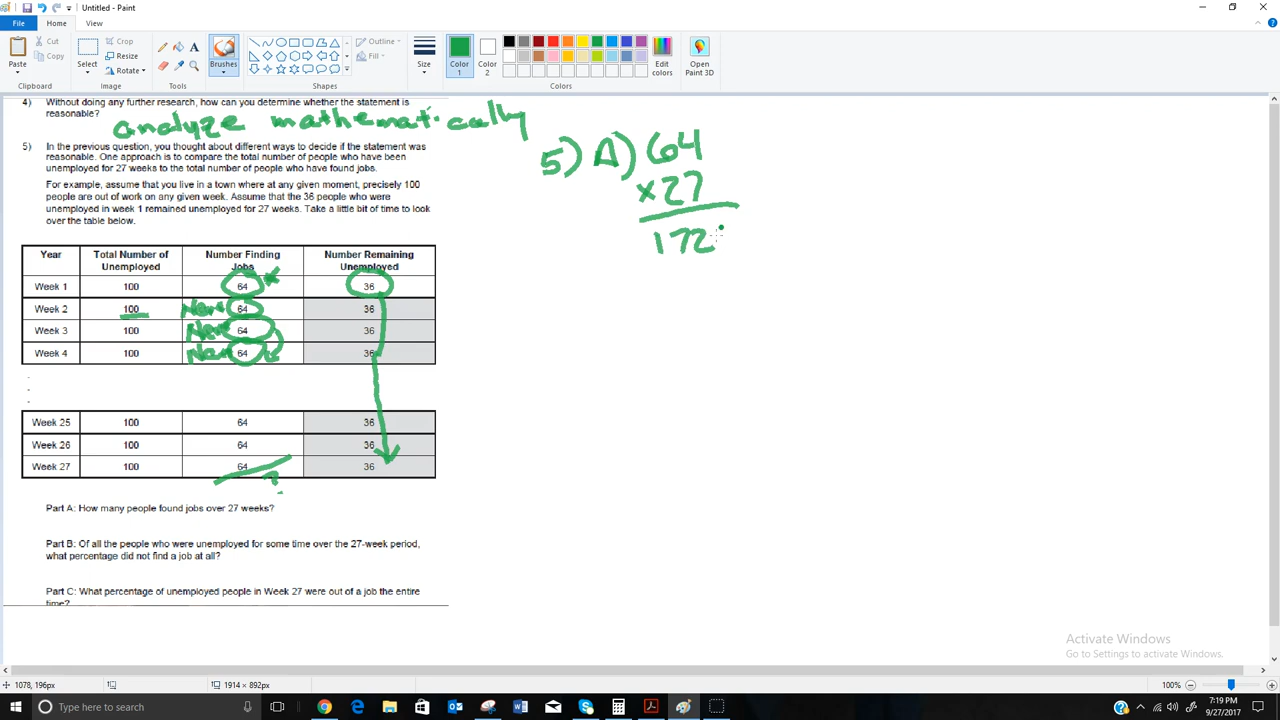 Untitled - Paint
File Home View
Paste Cut Copy Clipboard
Select Crop Resize Rotate Image
Tools
Brushes
Shapes Outline Fill
Size
Color 1 Color 2 Edit colors Colors
Open Paint 3D
4) Without doing any further research, how can you determine whether the statement is
reasonable?
analyze mathematically
5) In the previous question, you thought about different ways to decide if the statement was
reasonable. One approach is to compare the total number of people who have been
unemployed for 27 weeks to the total number of people who have found jobs.
For example, assume that you live in a town where at any given moment, precisely 100
people are out of work on any given week. Assume that the 36 people who were
unemployed in week 1 remained unemployed for 27 weeks. Take a little bit of time to look
over the table below.
5) A) 64
x27
172
Year Total Number of Unemployed Number Finding Jobs Number Remaining Unemployed
Week 1 100 64 36
Week 2 100 New 64 36
Week 3 100 New 64 36
Week 4 100 New 64 36
Week 25 100 64 36
Week 26 100 64 36
Week 27 100 64 36
?
Part A: How many people found jobs over 27 weeks?
Part B: Of all the people who were unemployed for some time over the 27-week period,
what percentage did not find a job at all?
Part C: What percentage of unemployed people in Week 27 were out of a job the entire
time?
Activate Windows
Go to Settings to activate Windows.
1078, 196px 1914 × 892px 100%
Type here to search
7:19 PM
9/27/2017